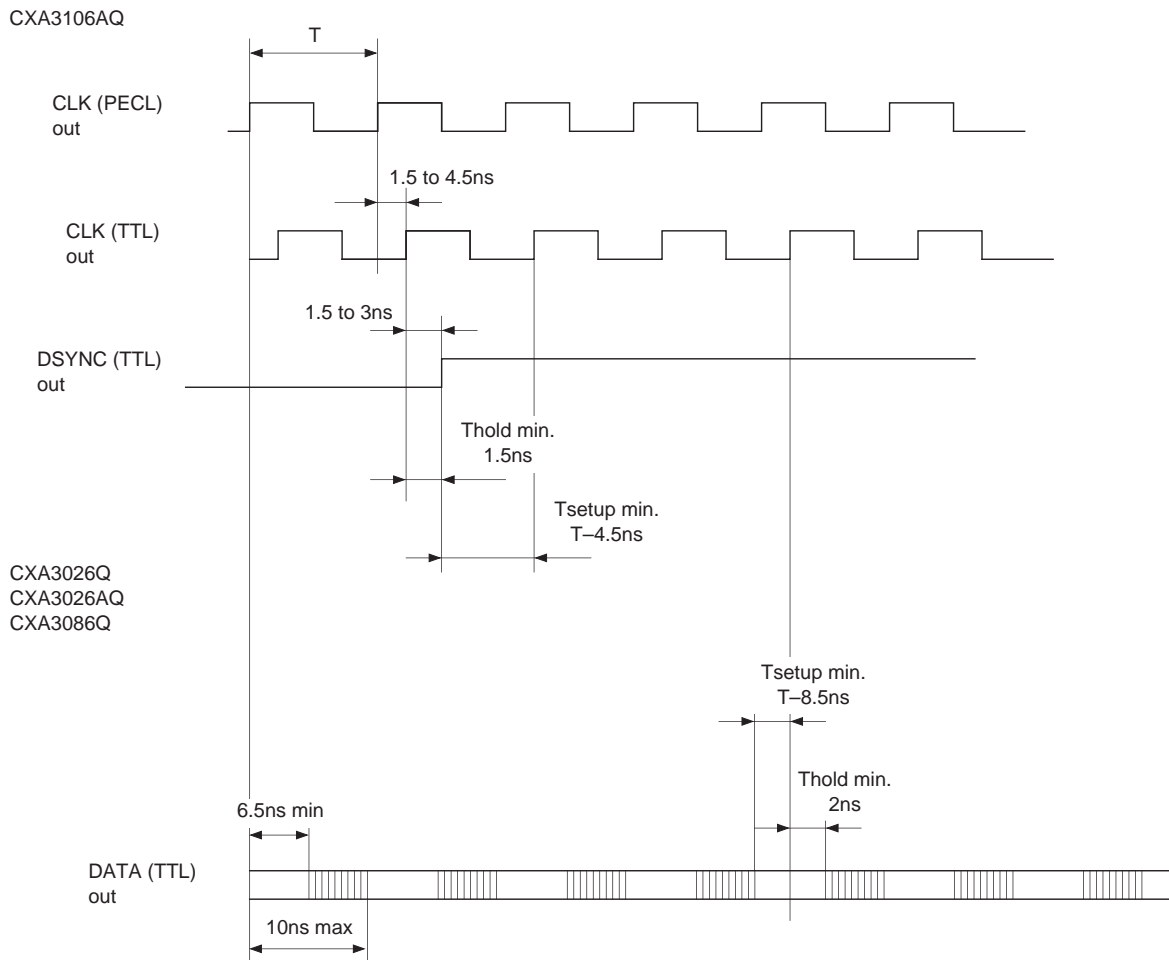 CXA3106AQ
T
CLK (PECL)
out
1.5 to 4.5ns
CLK (TTL)
out
1.5 to 3ns
DSYNC (TTL)
out
Thold min.
1.5ns
Tsetup min.
T–4.5ns
CXA3026Q
CXA3026AQ
CXA3086Q
Tsetup min.
T–8.5ns
Thold min.
2ns
6.5ns min
DATA (TTL)
out
10ns max